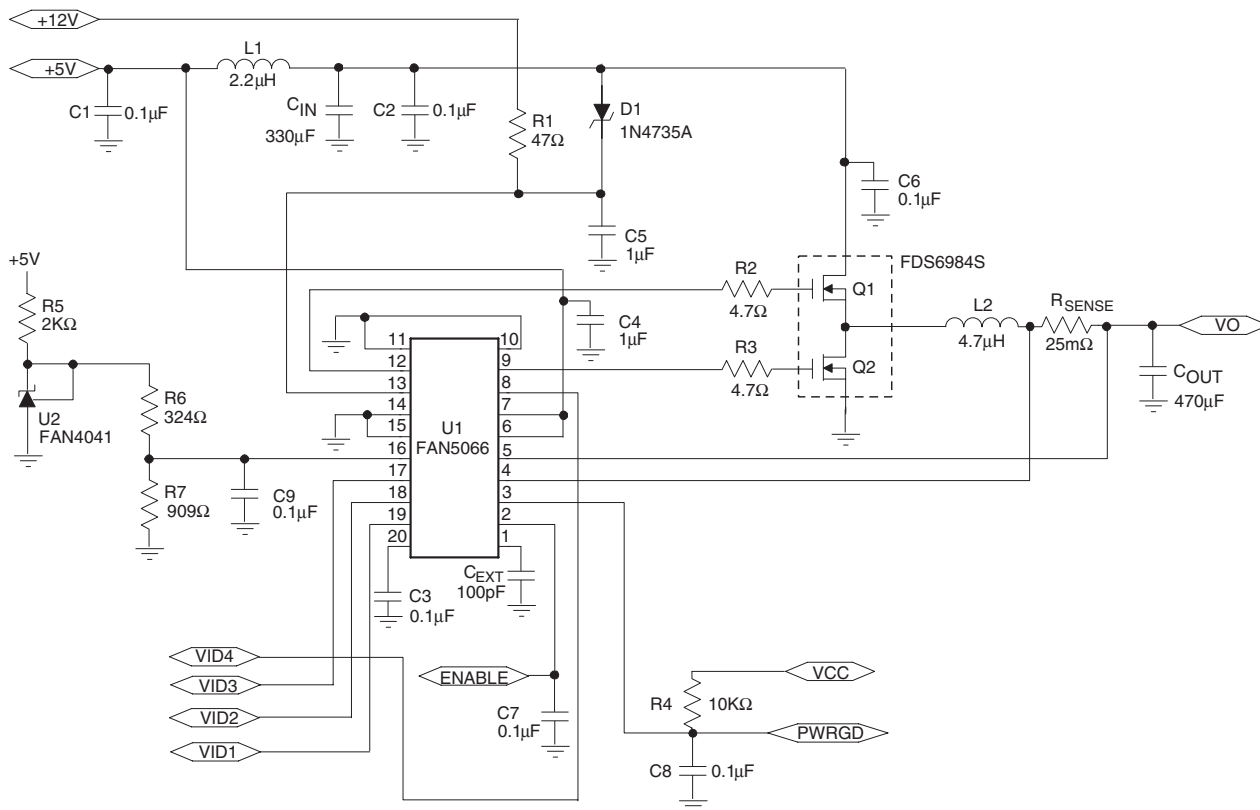 +12V
+5V
L1
2.2µH
C1
0.1µF
CIN
330µF
C2
0.1µF
R1
47Ω
D1
1N4735A
C6
0.1µF
C5
1µF
+5V
R5
2KΩ
U2
FAN4041
R6
324Ω
R7
909Ω
C9
0.1µF
FDS6984S
R2
4.7Ω
Q1
C4
1µF
R3
4.7Ω
Q2
L2
4.7µH
RSENSE
25mΩ
VO
COUT
470µF
11
12
13
14
15
16
17
18
19
20
U1
FAN5066
10
9
8
7
6
5
4
3
2
1
C3
0.1µF
CEXT
100pF
VID4
VID3
VID2
VID1
ENABLE
C7
0.1µF
VCC
R4
10KΩ
PWRGD
C8
0.1µF